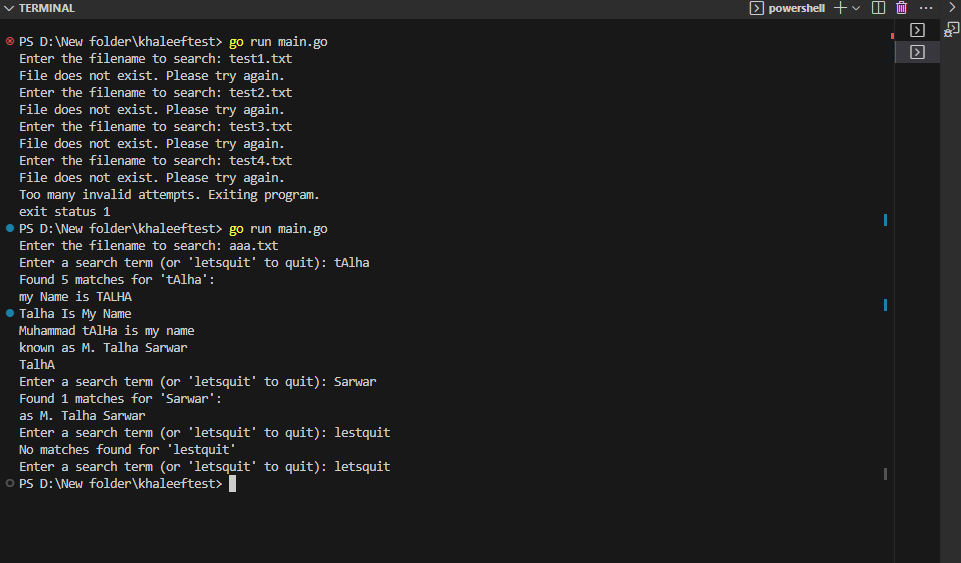 TERMINAL
powershell
PS D:\New folder\khaleeftest> go run main.go
Enter the filename to search: test1.txt
File does not exist. Please try again.
Enter the filename to search: test2.txt
File does not exist. Please try again.
Enter the filename to search: test3.txt
File does not exist. Please try again.
Enter the filename to search: test4.txt
File does not exist. Please try again.
Too many invalid attempts. Exiting program.
exit status 1
PS D:\New folder\khaleeftest> go run main.go
Enter the filename to search: aaa.txt
Enter a search term (or 'letsquit' to quit): tAlha
Found 5 matches for 'tAlha':
my Name is TALHA
Talha Is My Name
Muhammad tAlHa is my name
known as M. Talha Sarwar
TalhA
Enter a search term (or 'letsquit' to quit): Sarwar
Found 1 matches for 'Sarwar':
as M. Talha Sarwar
Enter a search term (or 'letsquit' to quit): lestquit
No matches found for 'lestquit'
Enter a search term (or 'letsquit' to quit): letsquit
PS D:\New folder\khaleeftest>